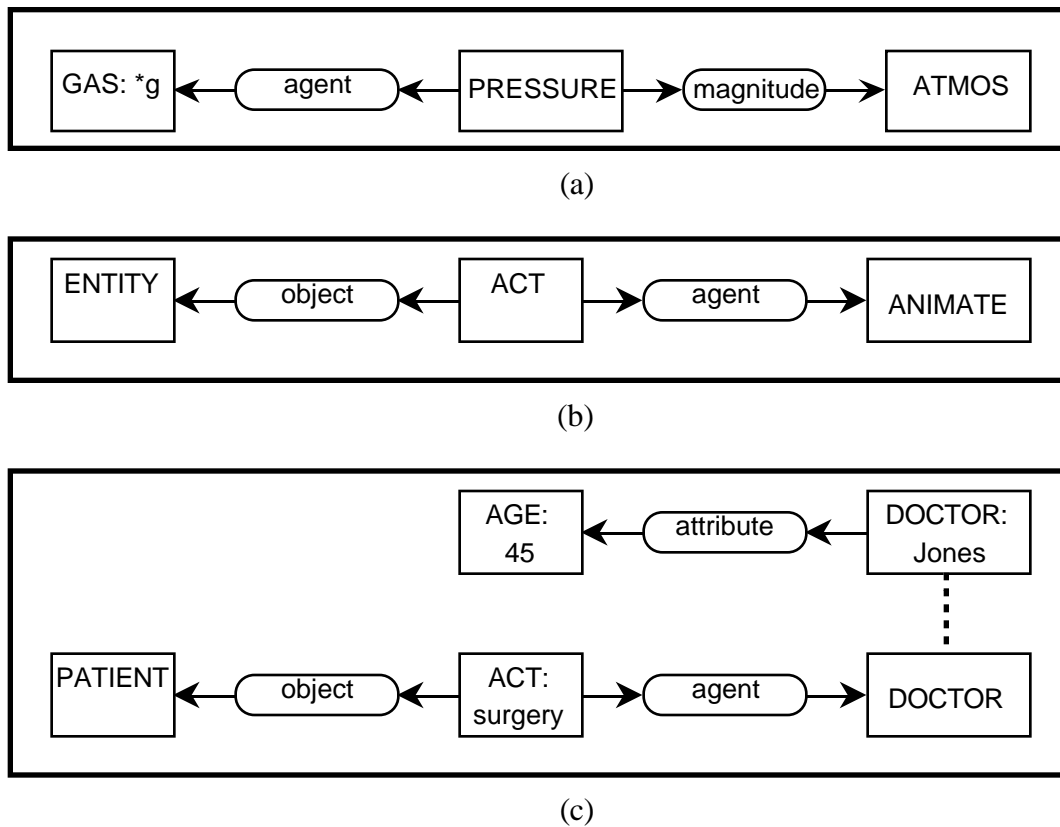 GAS: *g
agent
PRESSURE
magnitude
ATMOS
(a)
ENTITY
object
ACT
agent
ANIMATE
(b)
AGE:
45
attribute
DOCTOR:
Jones
PATIENT
object
ACT:
surgery
agent
DOCTOR
(c)